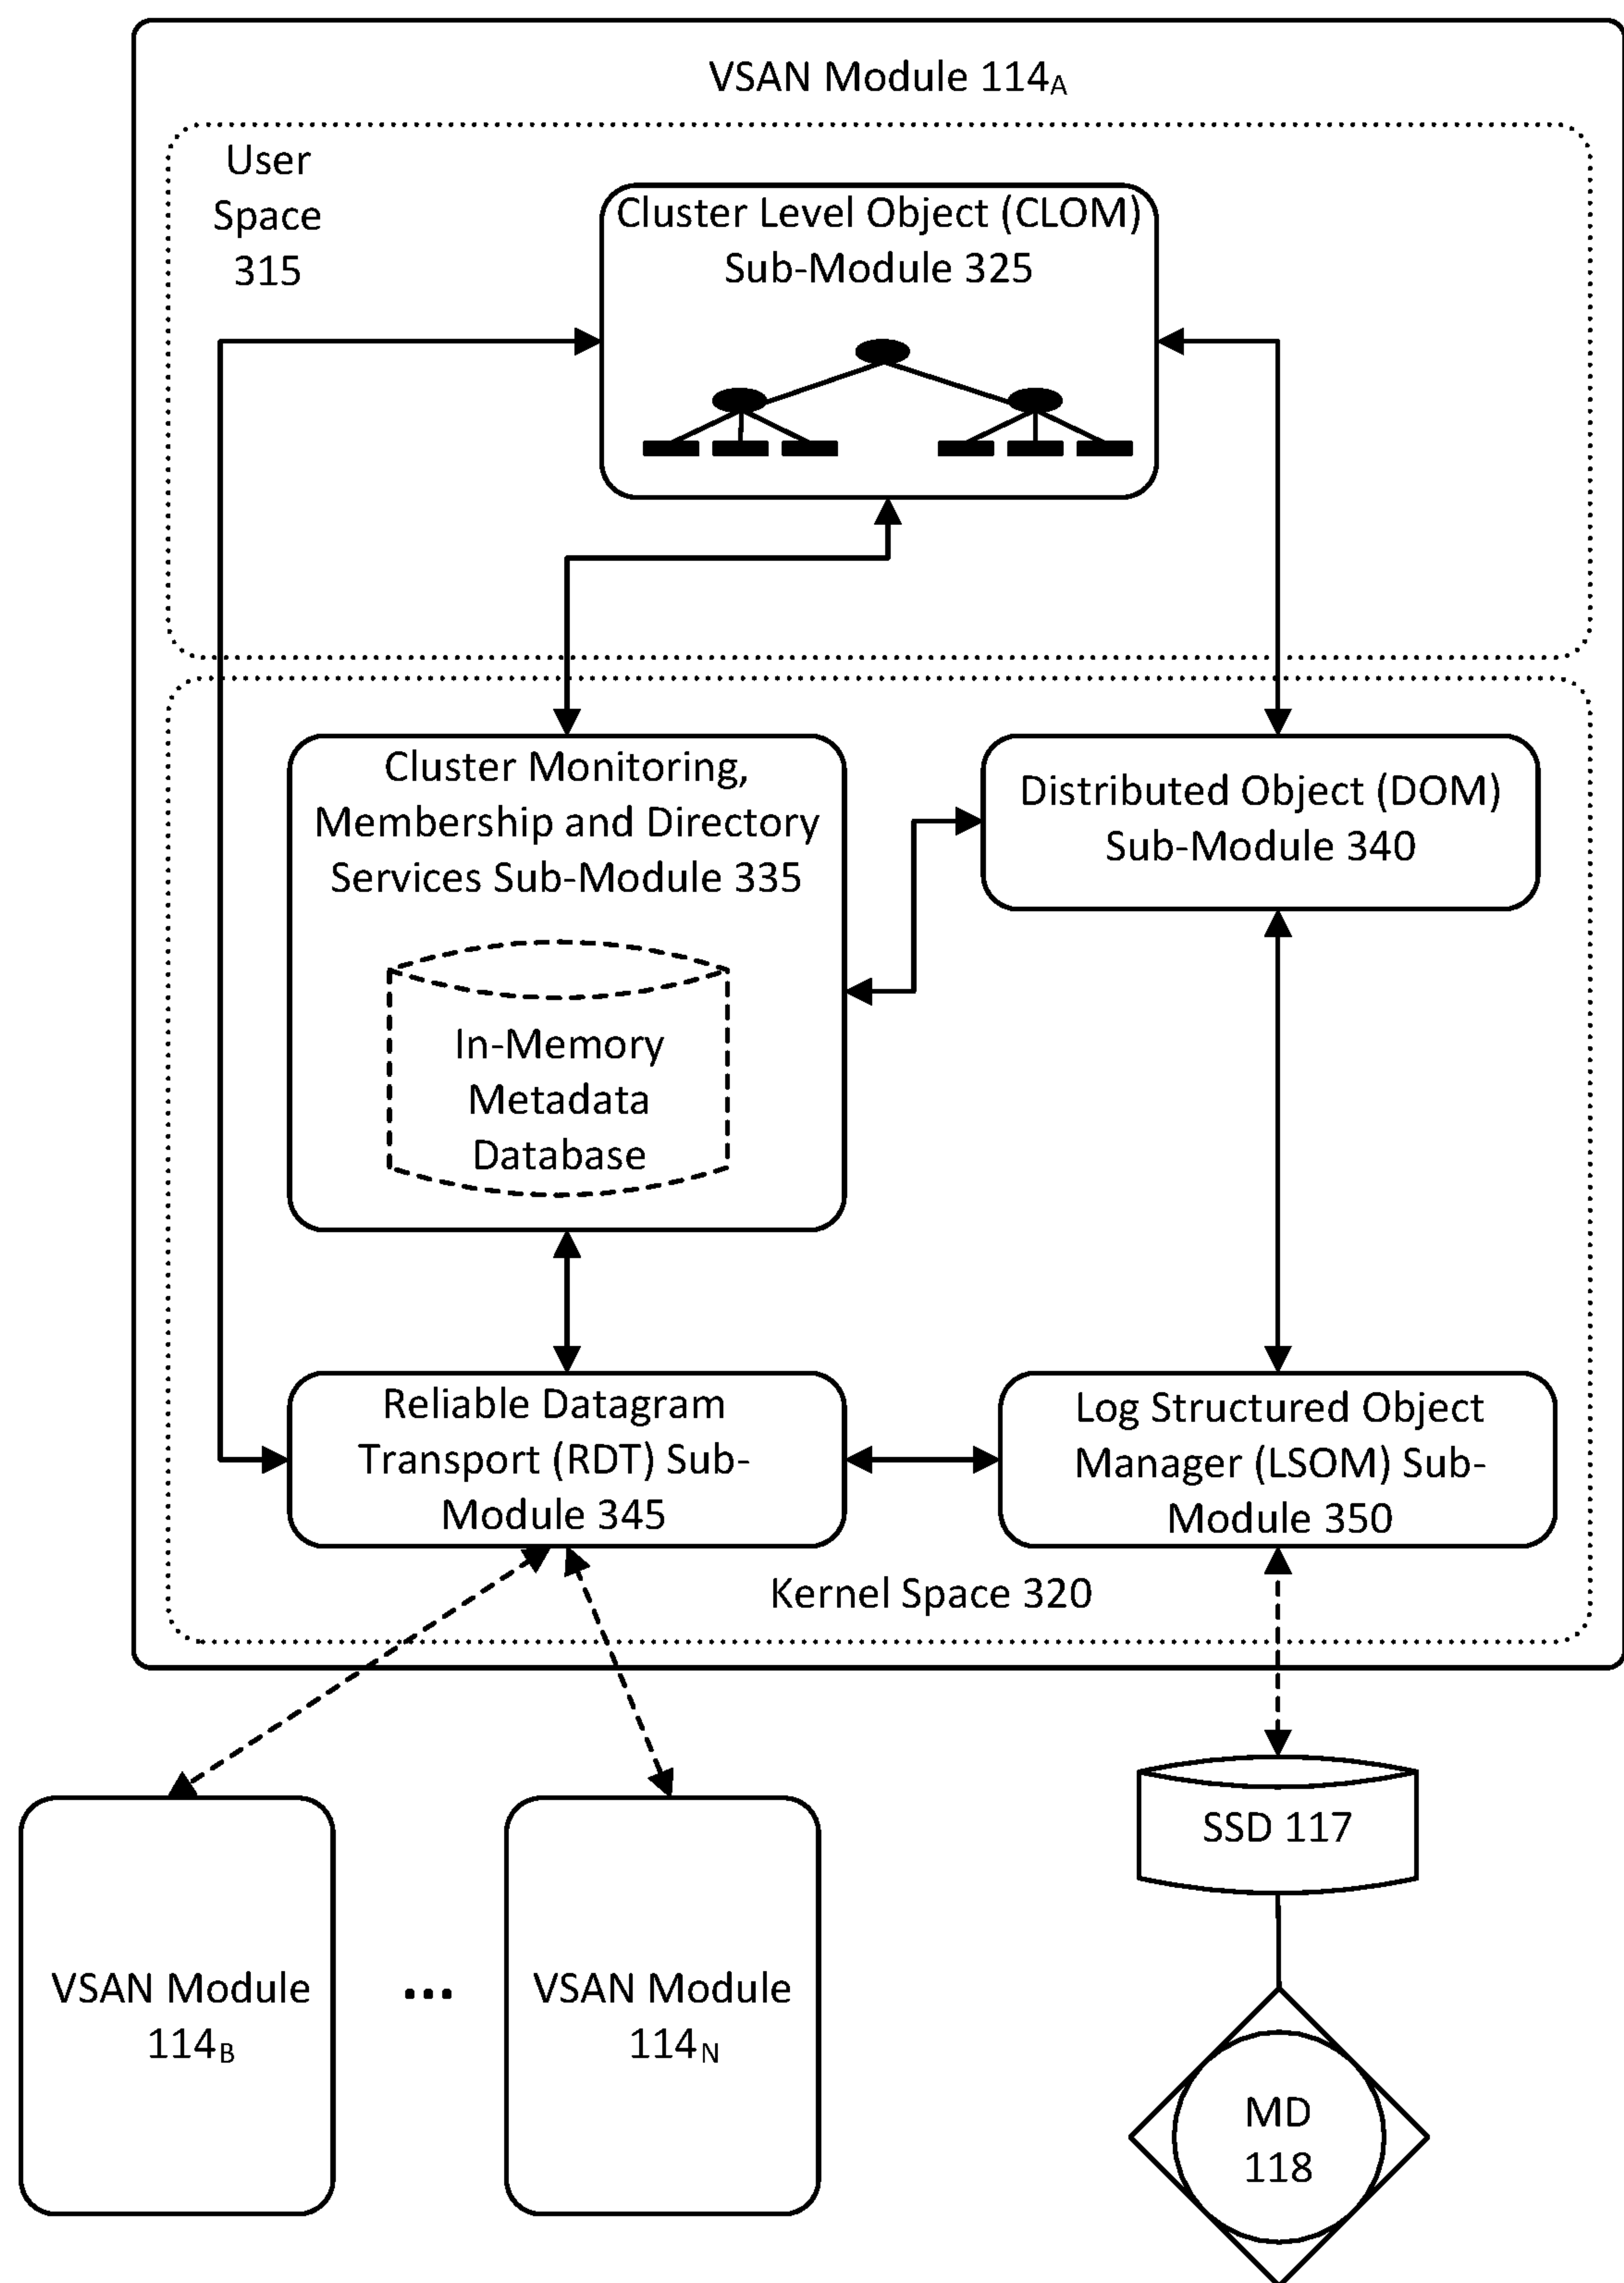 VSAN Module 114A
User
Space
315
Cluster Level Object (CLOM)
Sub-Module 325
Cluster Monitoring,
Membership and Directory
Services Sub-Module 335
In-Memory
Metadata
Database
Distributed Object (DOM)
Sub-Module 340
Reliable Datagram
Transport (RDT) Sub-
Module 345
Log Structured Object
Manager (LSOM) Sub-
Module 350
Kernel Space 320
VSAN Module
114B
...
VSAN Module
114N
SSD 117
MD
118